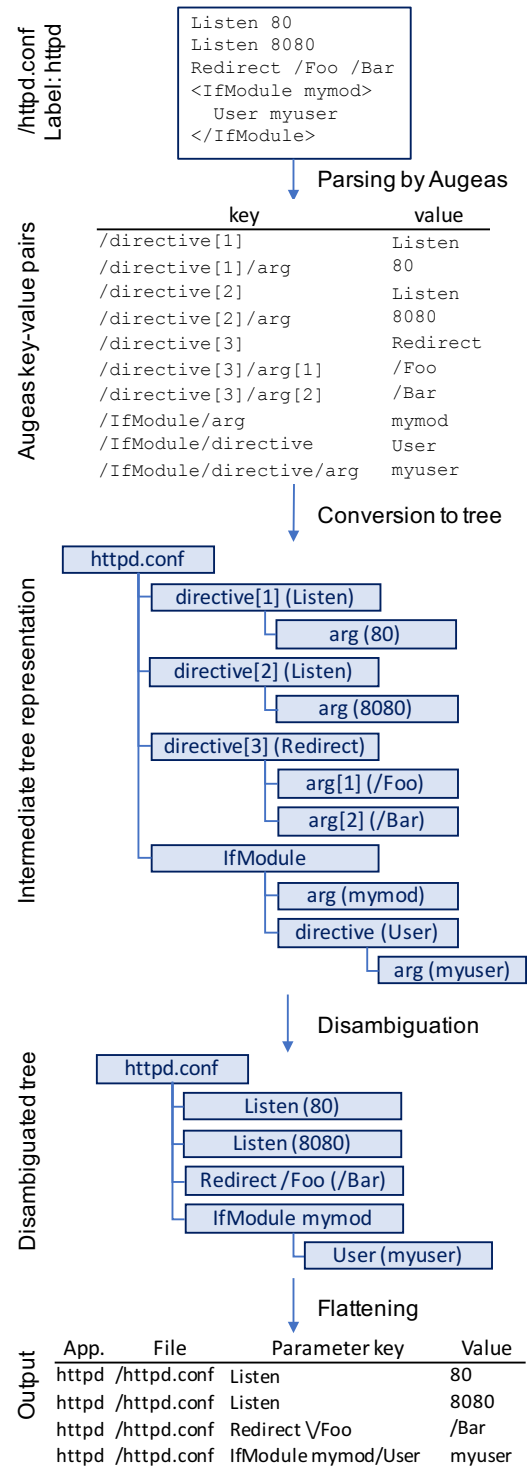 /httpd.conf
Label: httpd
Listen 80
Listen 8080
Redirect /Foo /Bar
<IfModule mymod>
  User myuser
</IfModule>
Parsing by Augeas
Augeas key-value pairs
key value
/directive[1] Listen
/directive[1]/arg 80
/directive[2] Listen
/directive[2]/arg 8080
/directive[3] Redirect
/directive[3]/arg[1] /Foo
/directive[3]/arg[2] /Bar
/IfModule/arg mymod
/IfModule/directive User
/IfModule/directive/arg myuser
Conversion to tree
Intermediate tree representation
httpd.conf
directive[1] (Listen)
arg (80)
directive[2] (Listen)
arg (8080)
directive[3] (Redirect)
arg[1] (/Foo)
arg[2] (/Bar)
IfModule
arg (mymod)
directive (User)
arg (myuser)
Disambiguation
Disambiguated tree
httpd.conf
Listen (80)
Listen (8080)
Redirect /Foo (/Bar)
IfModule mymod
User (myuser)
Flattening
Output
App. File Parameter key Value
httpd /httpd.conf Listen 80
httpd /httpd.conf Listen 8080
httpd /httpd.conf Redirect \/Foo /Bar
httpd /httpd.conf IfModule mymod/User myuser